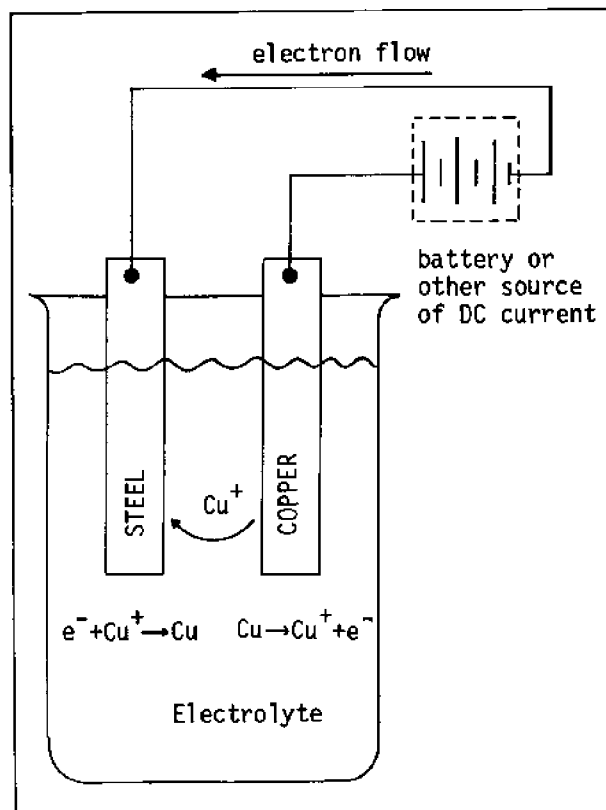 electron flow
battery or
other source
of DC current
STEEL
Cu⁺
COPPER
e⁻+Cu⁺→Cu
Cu→Cu⁺+e⁻
Electrolyte